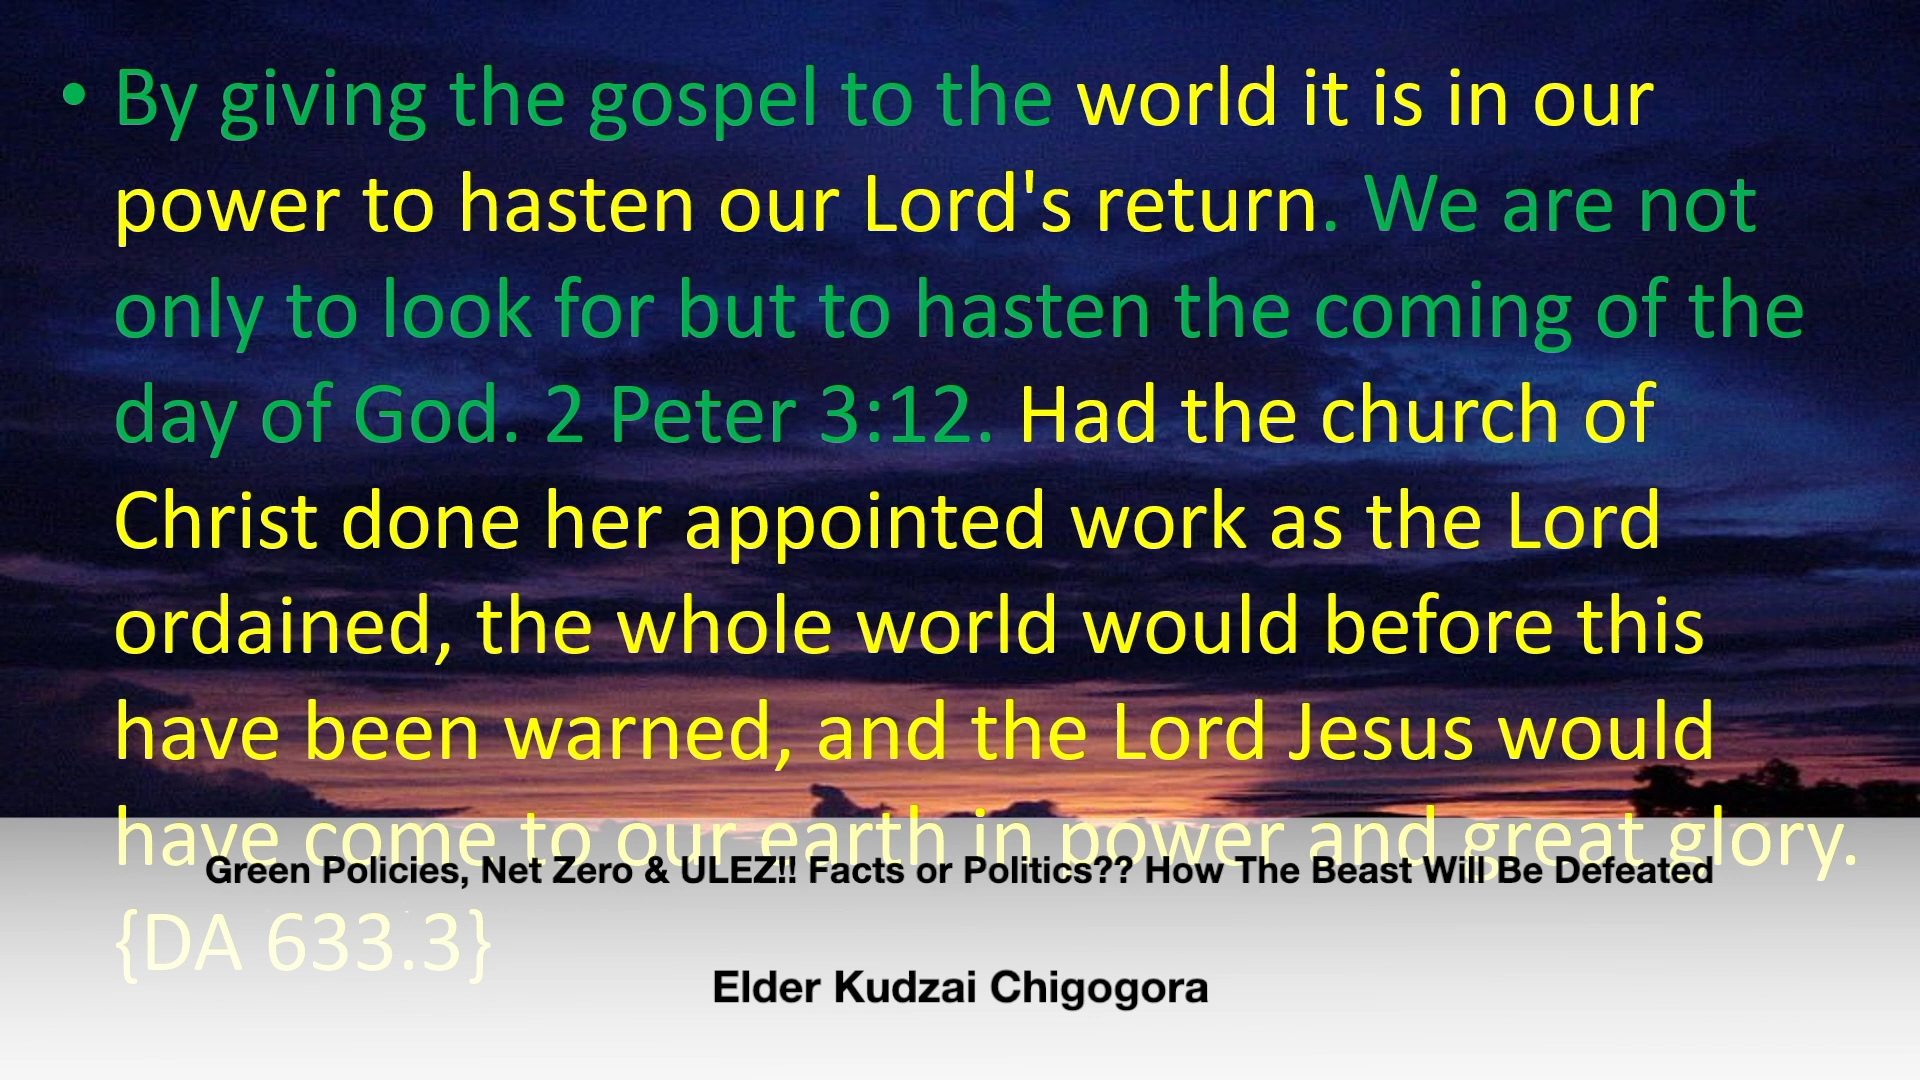 • By giving the gospel to the world it is in our
power to hasten our Lord's return. We are not
only to look for but to hasten the coming of the
day of God. 2 Peter 3:12. Had the church of
Christ done her appointed work as the Lord
ordained, the whole world would before this
have been warned, and the Lord Jesus would
have come to our earth in power and great glory.
Green Policies, Net Zero & ULEZ!! Facts or Politics?? How The Beast Will Be Defeated
{DA 633.3}
Elder Kudzai Chigogora